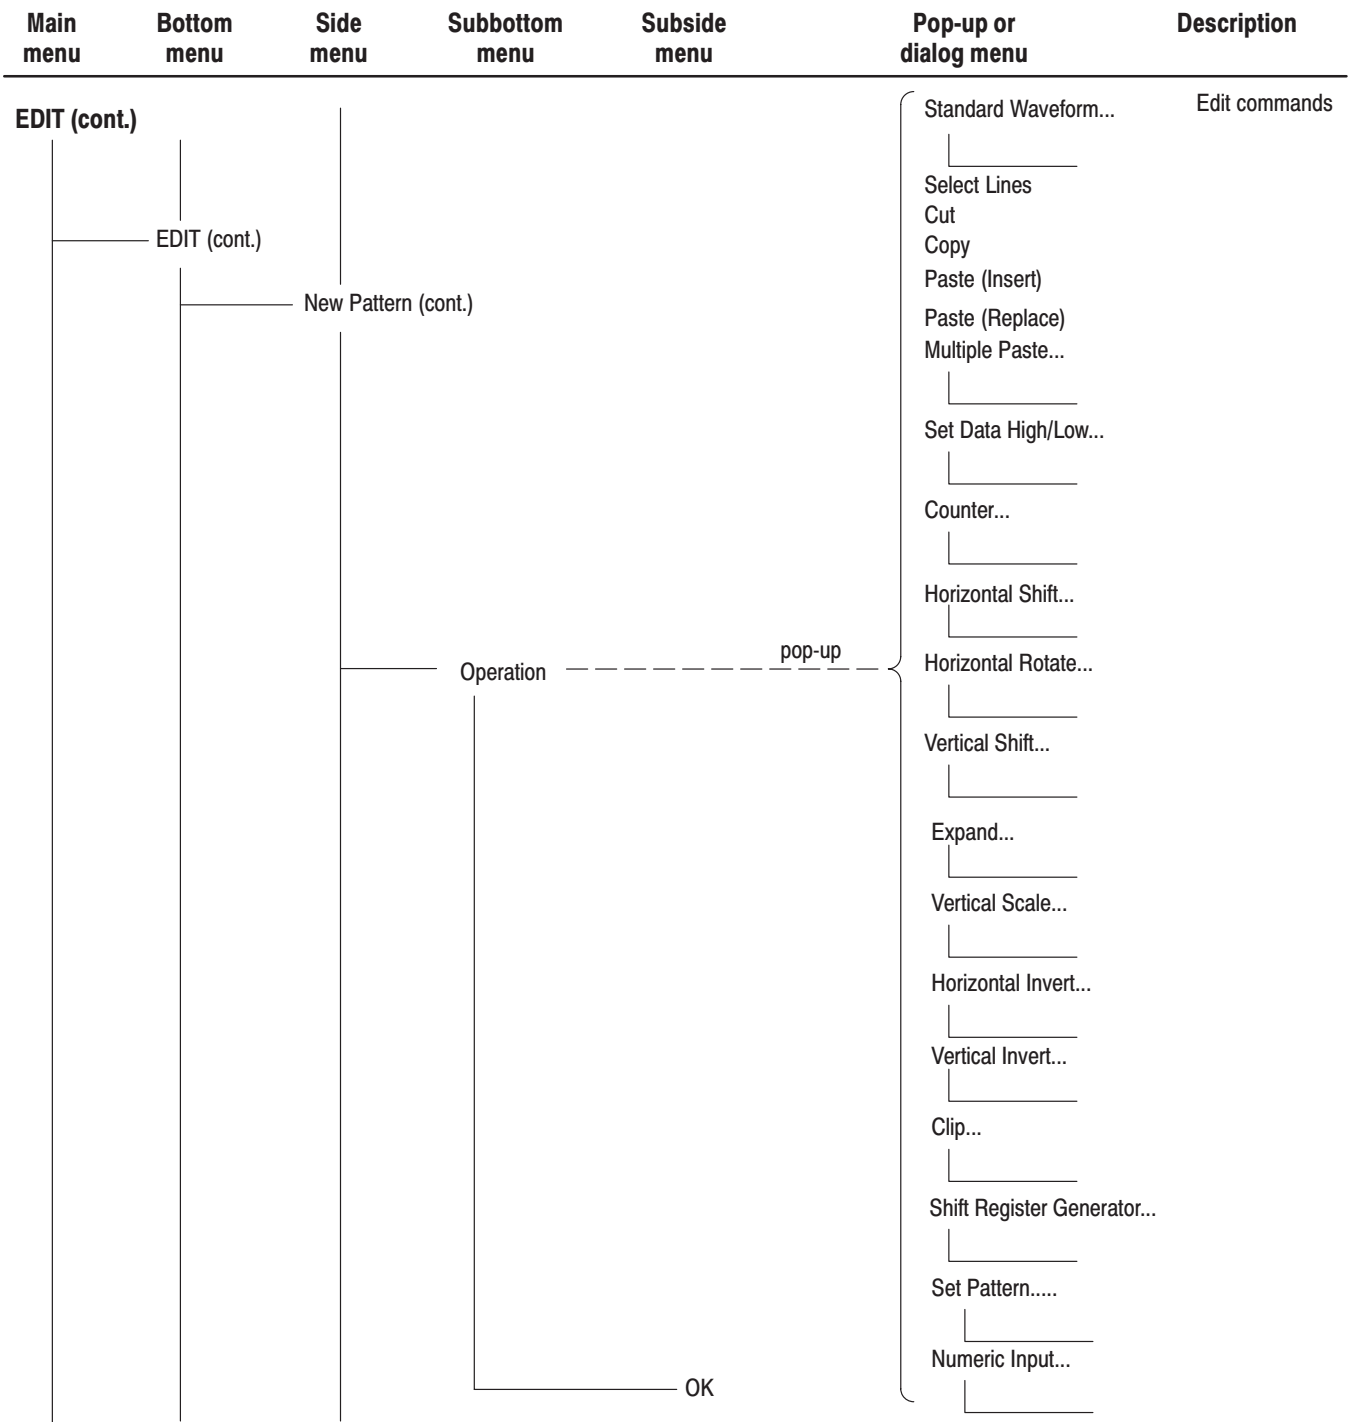 Main menu
Bottom menu
Side menu
Subbottom menu
Subside menu
Pop-up or dialog menu
Description
EDIT (cont.)
Standard Waveform...
Edit commands
Select Lines
Cut
EDIT (cont.)
Copy
Paste (Insert)
New Pattern (cont.)
Paste (Replace)
Multiple Paste...
Set Data High/Low...
Counter...
Horizontal Shift...
Operation
pop-up
Horizontal Rotate...
Vertical Shift...
Expand...
Vertical Scale...
Horizontal Invert...
Vertical Invert...
Clip...
Shift Register Generator...
Set Pattern.....
Numeric Input...
OK